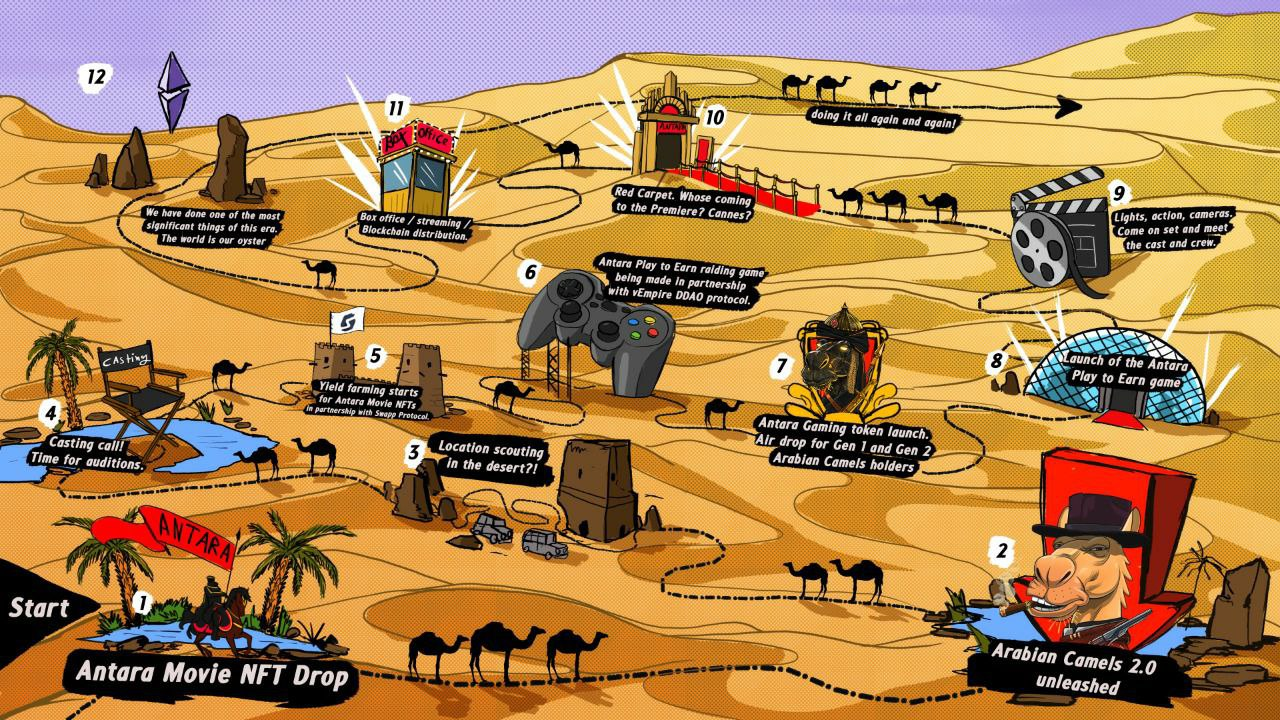 12
11
BOX OFFICE
10
ANTARA
doing it all again and again!
9
Red Carpet. Whose coming
to the Premiere? Cannes?
Lights, action, cameras.
Come on set and meet
the cast and crew.
We have done one of the most
significant things of this era.
The world is our oyster
Box office / streaming /
Blockchain distribution.
6
Antara Play to Earn raiding game
being made in partnership
with vEmpire DDAO protocol.
CASting
5
Yield farming starts
for Antara Movie NFTs
in partnership with Swapp Protocol.
7
8
Launch of the Antara
Play to Earn game
4
Casting call!
Time for auditions.
3
Location scouting
in the desert?!
Antara Gaming token launch.
Air drop for Gen 1 and Gen 2
Arabian Camels holders
ANTARA
2
Start
1
Antara Movie NFT Drop
Arabian Camels 2.0
unleashed